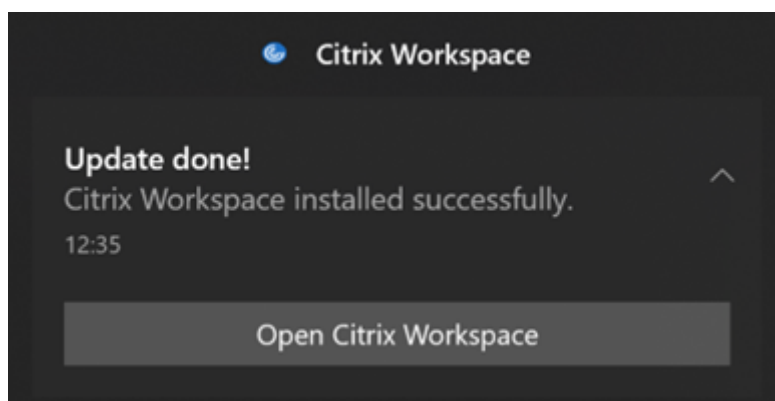 Citrix Workspace
Update done!
Citrix Workspace installed successfully.
12:35
Open Citrix Workspace